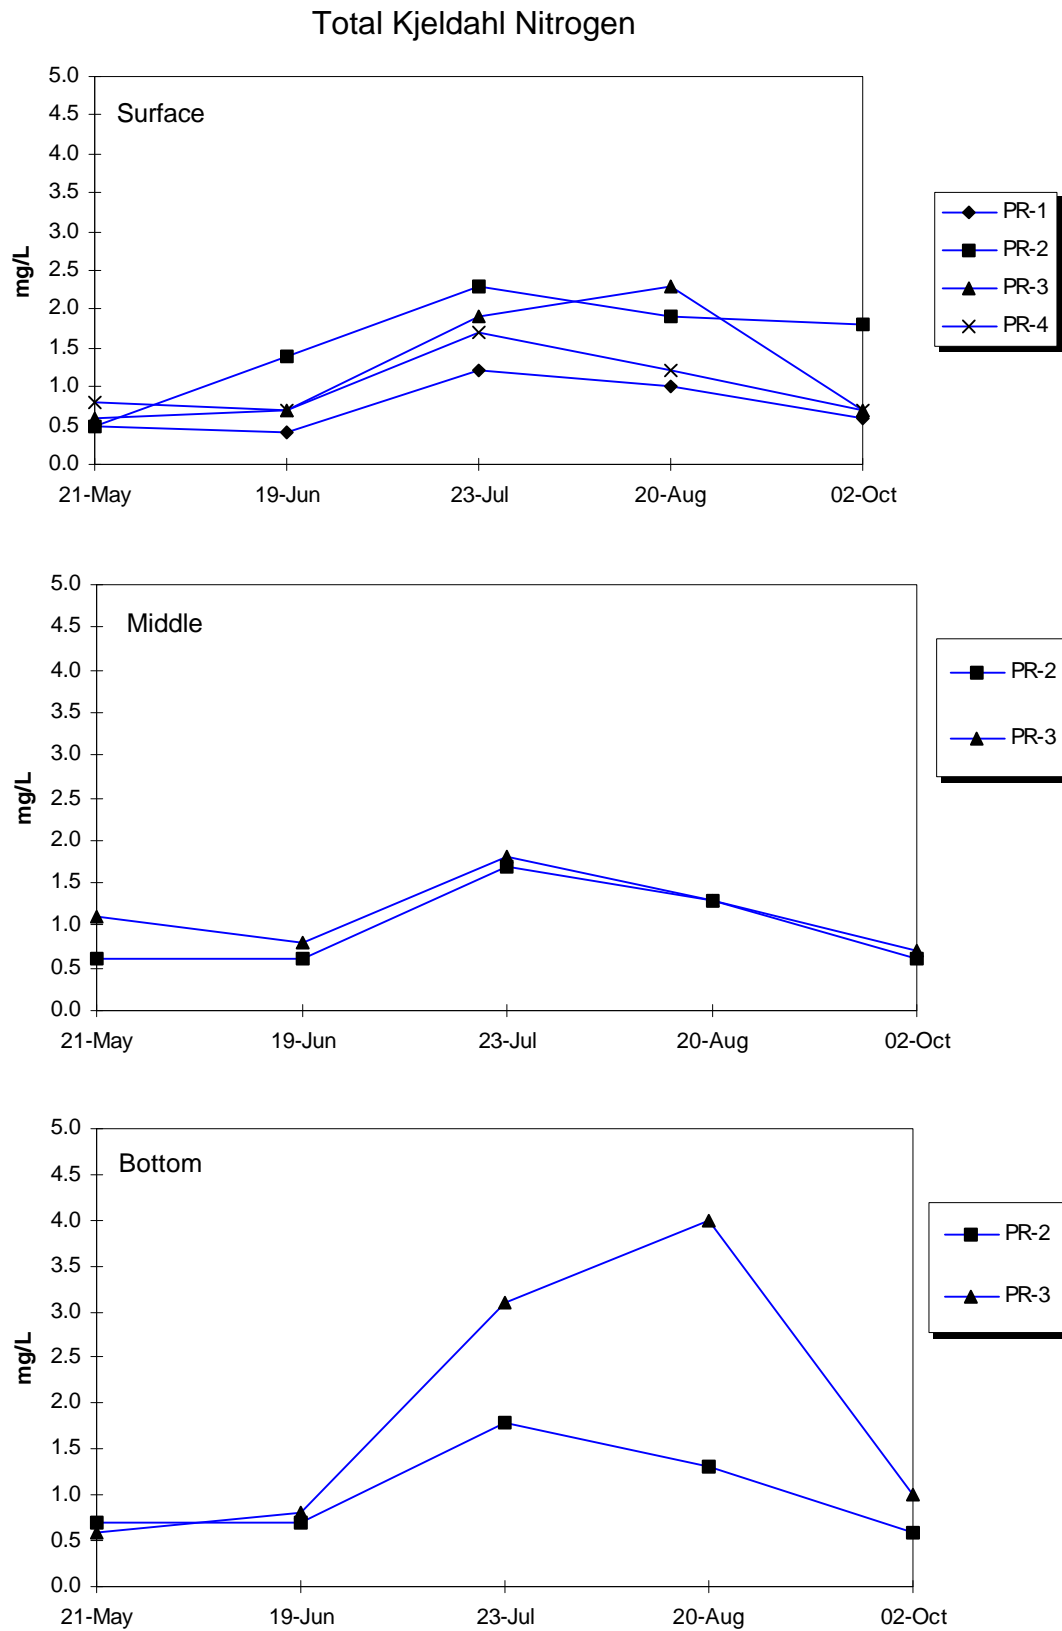 Total Kjeldahl Nitrogen
5.0
4.5
4.0
3.5
3.0
2.5
2.0
1.5
1.0
0.5
0.0
mg/L
Surface
21-May 19-Jun 23-Jul 20-Aug 02-Oct
PR-1
PR-2
PR-3
PR-4
5.0
4.5
4.0
3.5
3.0
2.5
2.0
1.5
1.0
0.5
0.0
mg/L
Middle
21-May 19-Jun 23-Jul 20-Aug 02-Oct
PR-2
PR-3
5.0
4.5
4.0
3.5
3.0
2.5
2.0
1.5
1.0
0.5
0.0
mg/L
Bottom
21-May 19-Jun 23-Jul 20-Aug 02-Oct
PR-2
PR-3